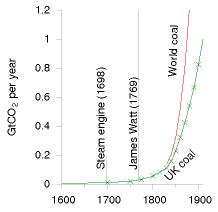 GtCO2 per year
1.2
1
0.8
0.6
0.4
0.2
0
1600
1700
1800
1900
Steam engine (1698)
James Watt (1769)
World coal
UK coal